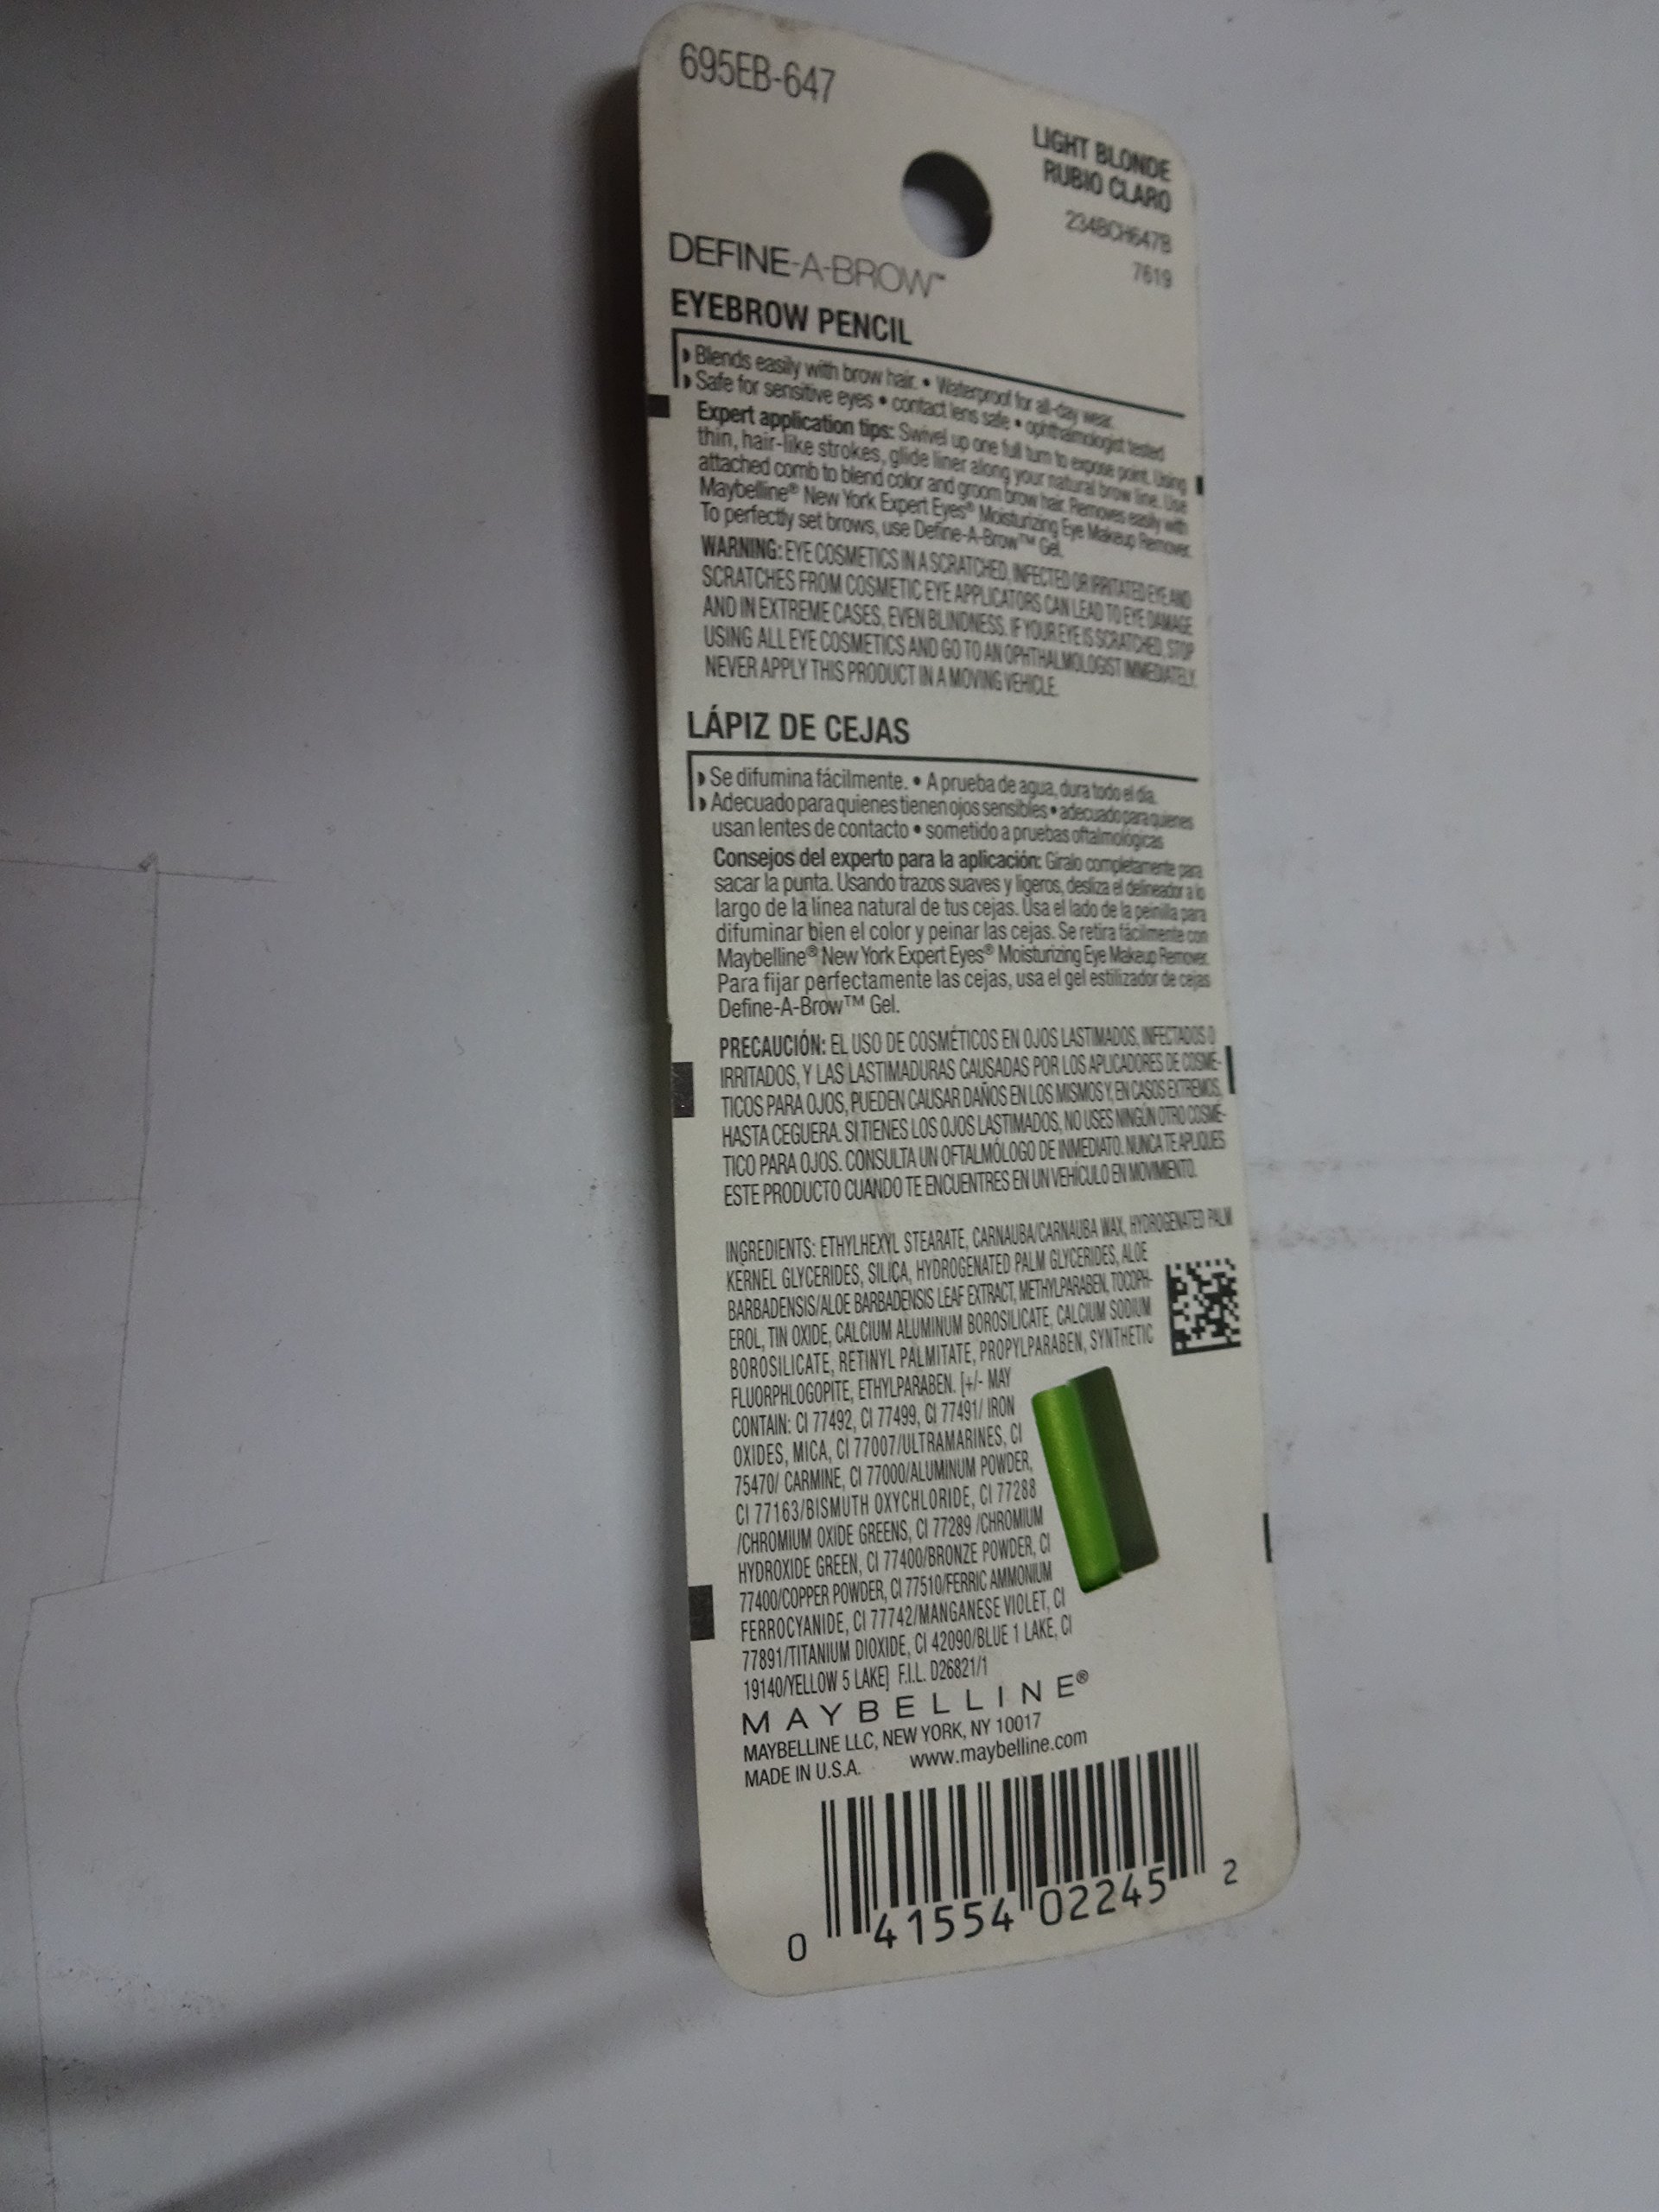 695EB-647
LIGHT BLONDE
RUBIO CLARO
234BCH647B
7619
DEFINE-A-BROW™
EYEBROW PENCIL
Blends easily with brow hair. • Waterproof for all-day wear.
Safe for sensitive eyes • contact lens safe • ophthalmologist tested
Expert application tips: Swivel up one full turn to expose point. Using
thin, hair-like strokes, glide liner along your natural brow line. Use
attached comb to blend color and groom brow hair. Removes easily with
Maybelline® New York Expert Eyes® Moisturizing Eye Makeup Remover.
To perfectly set brows, use Define-A-Brow™ Gel.
WARNING: EYE COSMETICS IN A SCRATCHED, INFECTED OR IRRITATED EYE AND
SCRATCHES FROM COSMETIC EYE APPLICATORS CAN LEAD TO EYE DAMAGE
AND IN EXTREME CASES, EVEN BLINDNESS. IF YOUR EYE IS SCRATCHED, STOP
USING ALL EYE COSMETICS AND GO TO AN OPHTHALMOLOGIST IMMEDIATELY.
NEVER APPLY THIS PRODUCT IN A MOVING VEHICLE.
LÁPIZ DE CEJAS
Se difumina fácilmente. • A prueba de agua, dura todo el día.
Adecuado para quienes tienen ojos sensibles • adecuado para quienes
usan lentes de contacto • sometido a pruebas oftalmológicas
Consejos del experto para la aplicación: Gíralo completamente para
sacar la punta. Usando trazos suaves y ligeros, desliza el delineador a lo
largo de la línea natural de tus cejas. Usa el lado de la peinilla para
difuminar bien el color y peinar las cejas. Se retira fácilmente con
Maybelline® New York Expert Eyes® Moisturizing Eye Makeup Remover.
Para fijar perfectamente las cejas, usa el gel estilizador de cejas
Define-A-Brow™ Gel.
PRECAUCIÓN: EL USO DE COSMÉTICOS EN OJOS LASTIMADOS, INFECTADOS O
IRRITADOS, Y LAS LASTIMADURAS CAUSADAS POR LOS APLICADORES DE COSMÉ-
TICOS PARA OJOS, PUEDEN CAUSAR DAÑOS EN LOS MISMOS Y, EN CASOS EXTREMOS,
HASTA CEGUERA. SI TIENES LOS OJOS LASTIMADOS, NO USES NINGÚN OTRO COSMÉ-
TICO PARA OJOS. CONSULTA UN OFTALMÓLOGO DE INMEDIATO. NUNCA TE APLIQUES
ESTE PRODUCTO CUANDO TE ENCUENTRES EN UN VEHÍCULO EN MOVIMIENTO.
INGREDIENTS: ETHYLHEXYL STEARATE, CARNAUBA/CARNAUBA WAX, HYDROGENATED PALM
KERNEL GLYCERIDES, SILICA, HYDROGENATED PALM GLYCERIDES, ALOE
BARBADENSIS/ALOE BARBADENSIS LEAF EXTRACT, METHYLPARABEN, TOCOPH-
EROL, TIN OXIDE, CALCIUM ALUMINUM BOROSILICATE, CALCIUM SODIUM
BOROSILICATE, RETINYL PALMITATE, PROPYLPARABEN, SYNTHETIC
FLUORPHLOGOPITE, ETHYLPARABEN. [+/- MAY
CONTAIN: CI 77492, CI 77499, CI 77491/ IRON
OXIDES, MICA, CI 77007/ULTRAMARINES, CI
75470/ CARMINE, CI 77000/ALUMINUM POWDER,
CI 77163/BISMUTH OXYCHLORIDE, CI 77288
/CHROMIUM OXIDE GREENS, CI 77289 /CHROMIUM
HYDROXIDE GREEN, CI 77400/BRONZE POWDER, CI
77400/COPPER POWDER, CI 77510/FERRIC AMMONIUM
FERROCYANIDE, CI 77742/MANGANESE VIOLET, CI
77891/TITANIUM DIOXIDE, CI 42090/BLUE 1 LAKE, CI
19140/YELLOW 5 LAKE] F.I.L. D26821/1
MAYBELLINE®
MAYBELLINE LLC, NEW YORK, NY 10017
MADE IN U.S.A. www.maybelline.com
0 41554 02245 2